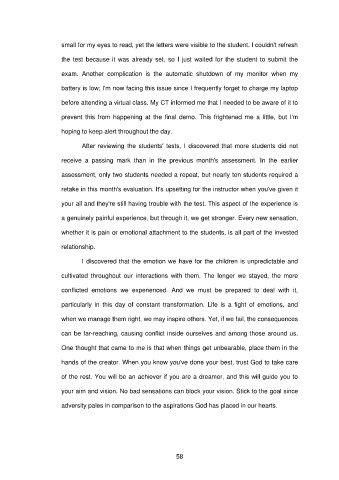 small for my eyes to read, yet the letters were visible to the student. I couldn't refresh
the test because it was already set, so I just waited for the student to submit the
exam. Another complication is the automatic shutdown of my monitor when my
battery is low; I'm now facing this issue since I frequently forget to charge my laptop
before attending a virtual class. My CT informed me that I needed to be aware of it to
prevent this from happening at the final demo. This frightened me a little, but I'm
hoping to keep alert throughout the day.
After reviewing the students' tests, I discovered that more students did not
receive a passing mark than in the previous month's assessment. In the earlier
assessment, only two students needed a repeat, but nearly ten students required a
retake in this month's evaluation. It's upsetting for the instructor when you've given it
your all and they're still having trouble with the test. This aspect of the experience is
a genuinely painful experience, but through it, we get stronger. Every new sensation,
whether it is pain or emotional attachment to the students, is all part of the invested
relationship.
I discovered that the emotion we have for the children is unpredictable and
cultivated throughout our interactions with them. The longer we stayed, the more
conflicted emotions we experienced. And we must be prepared to deal with it,
particularly in this day of constant transformation. Life is a fight of emotions, and
when we manage them right, we may inspire others. Yet, if we fail, the consequences
can be far-reaching, causing conflict inside ourselves and among those around us.
One thought that came to me is that when things get unbearable, place them in the
hands of the creator. When you know you've done your best, trust God to take care
of the rest. You will be an achiever if you are a dreamer, and this will guide you to
your aim and vision. No bad sensations can block your vision. Stick to the goal since
adversity pales in comparison to the aspirations God has placed in our hearts.
58